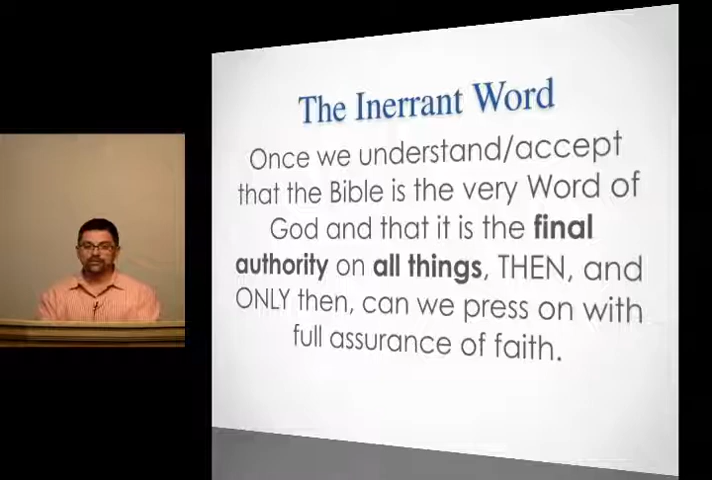 The Inerrant Word
Once we understand/accept
that the Bible is the very Word of
God and that it is the final
authority on all things, THEN, and
ONLY then, can we press on with
full assurance of faith.